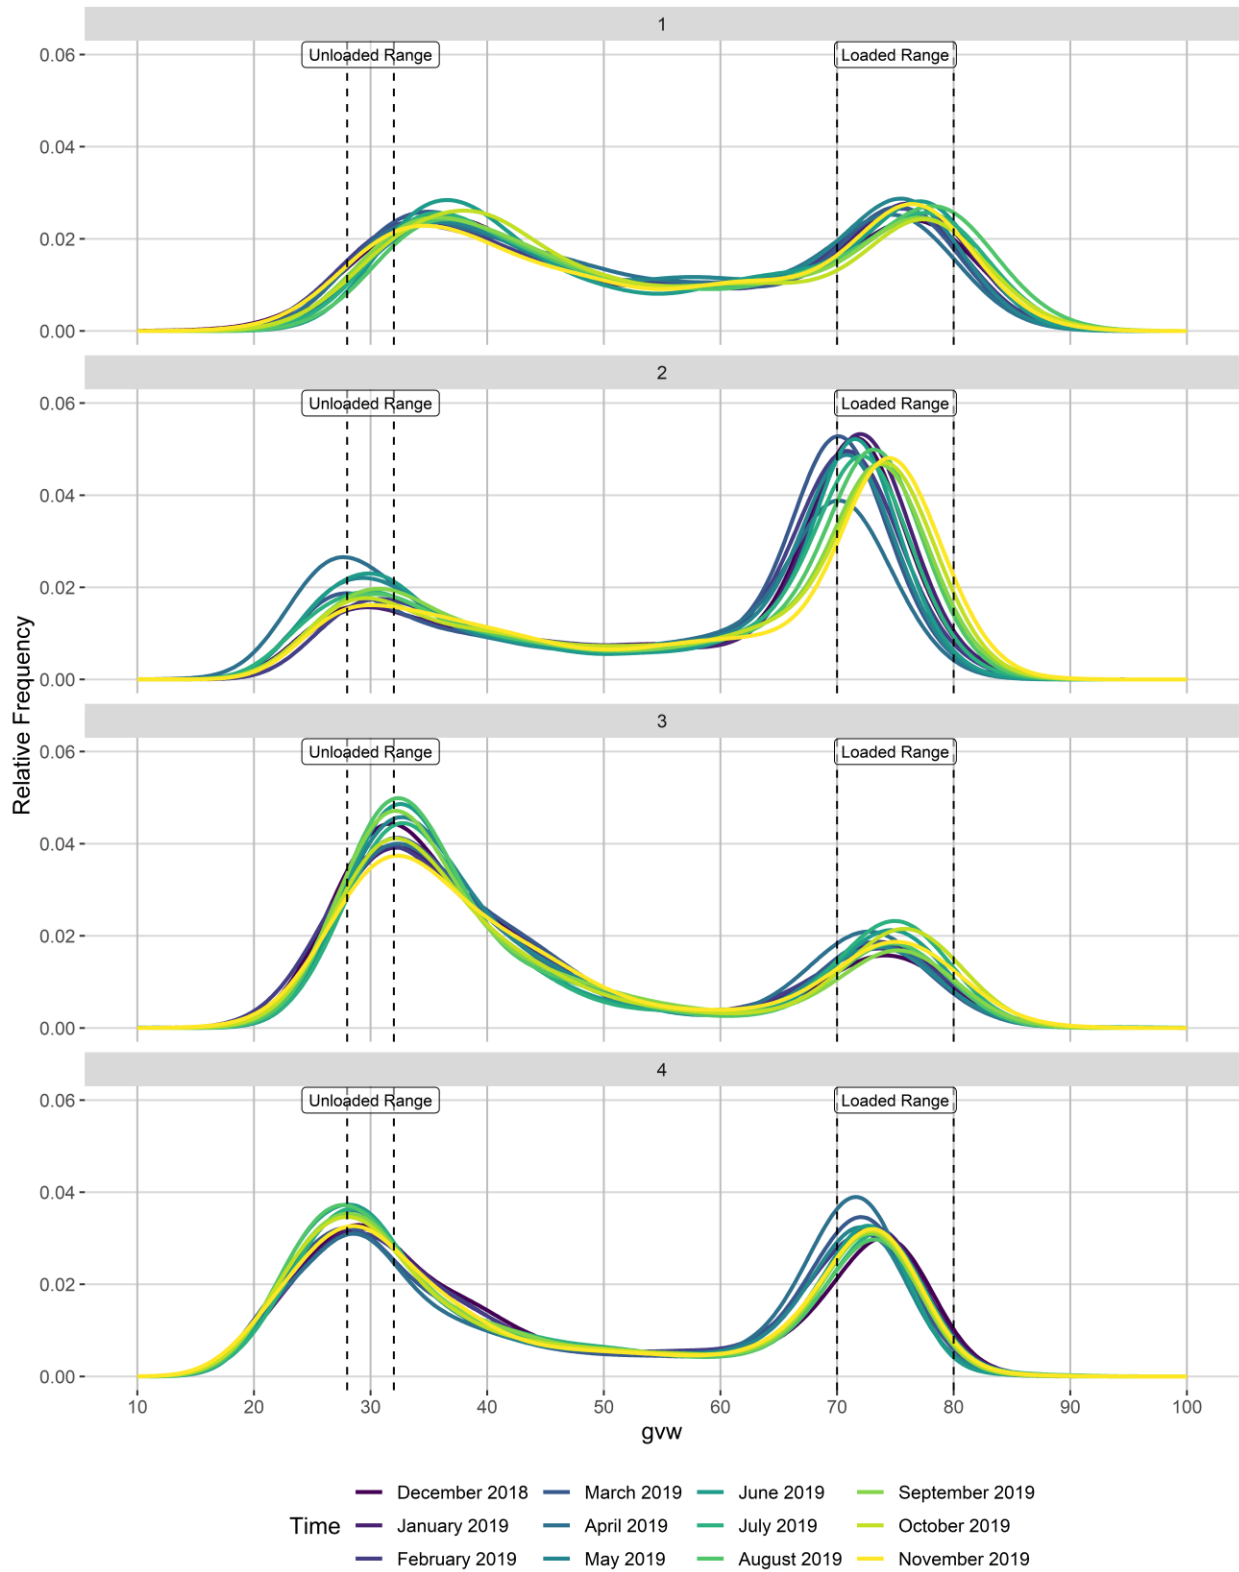 1
Unloaded Range Loaded Range
0.06
0.04
0.02
0.00
2
Unloaded Range Loaded Range
0.06
0.04
0.02
0.00
Relative Frequency
3
Unloaded Range Loaded Range
0.06
0.04
0.02
0.00
4
Unloaded Range Loaded Range
0.06
0.04
0.02
0.00
10 20 30 40 50 60 70 80 90 100
gvw
Time
December 2018 March 2019 June 2019 September 2019
January 2019 April 2019 July 2019 October 2019
February 2019 May 2019 August 2019 November 2019